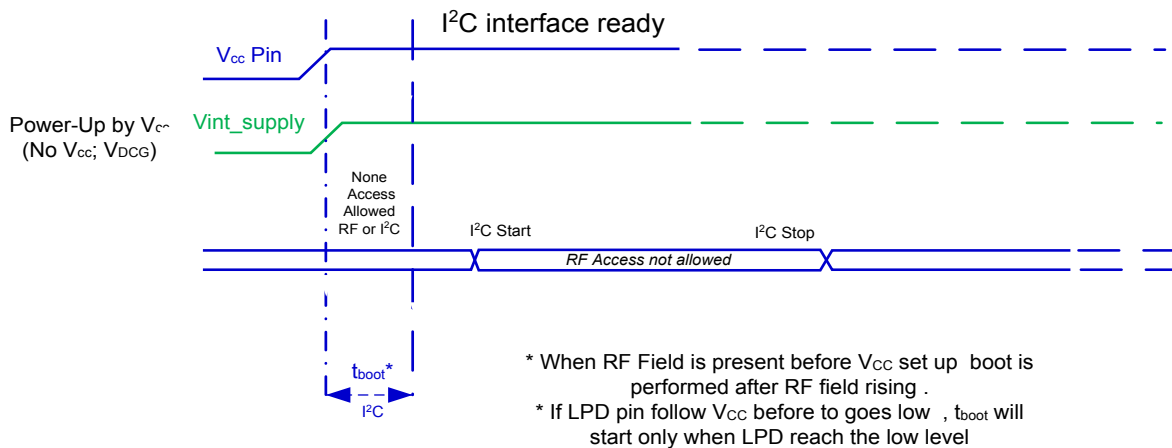 I²C interface ready
Vcc Pin
Power-Up by Vcc
(No Vcc; VDCG)
Vint_supply
None
Access
Allowed
RF or I²C
I²C Start
I²C Stop
RF Access not allowed
tboot*
I²C
* When RF Field is present before VCC set up boot is
performed after RF field rising .
* If LPD pin follow VCC before to goes low , tboot will
start only when LPD reach the low level